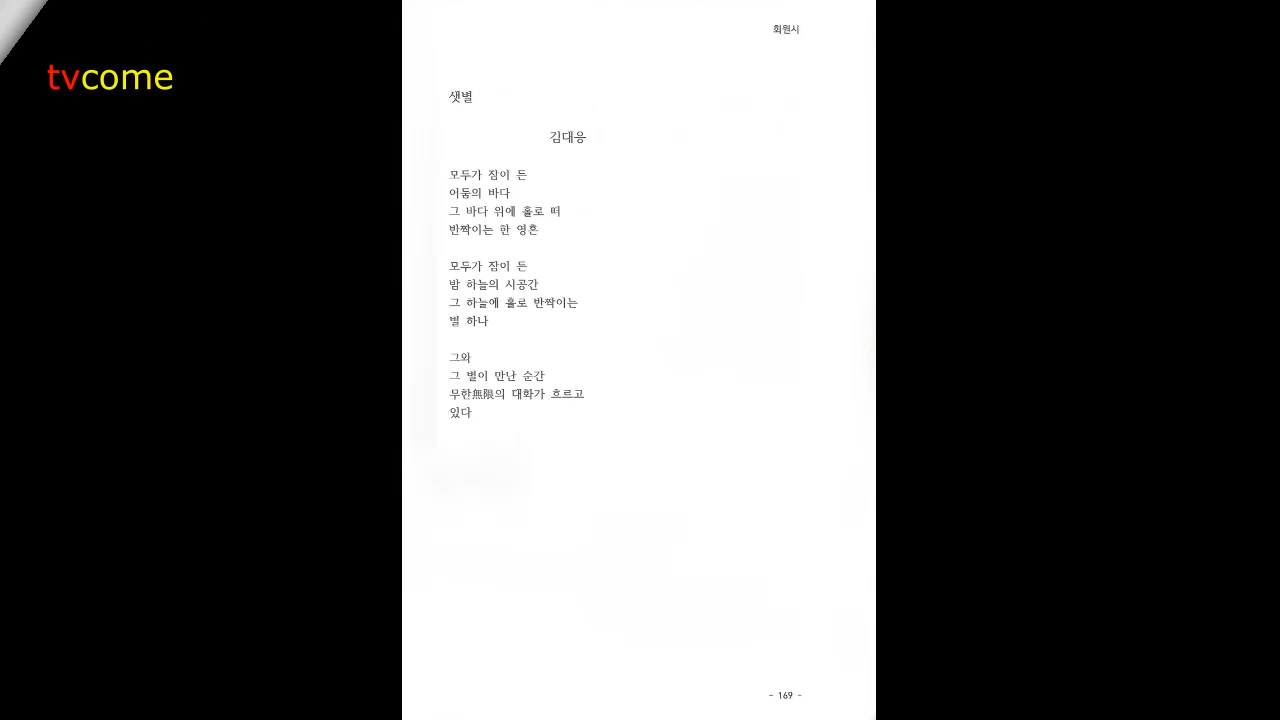 tvcome
회원시
샛별
김대응
모두가 잠이 든
어둠의 바다
그 바다 위에 홀로 떠
반짝이는 한 영혼
모두가 잠이 든
밤 하늘의 시공간
그 하늘에 홀로 반짝이는
별 하나
그와
그 별이 만난 순간
무한無限의 대화가 흐르고
있다
- 169 -